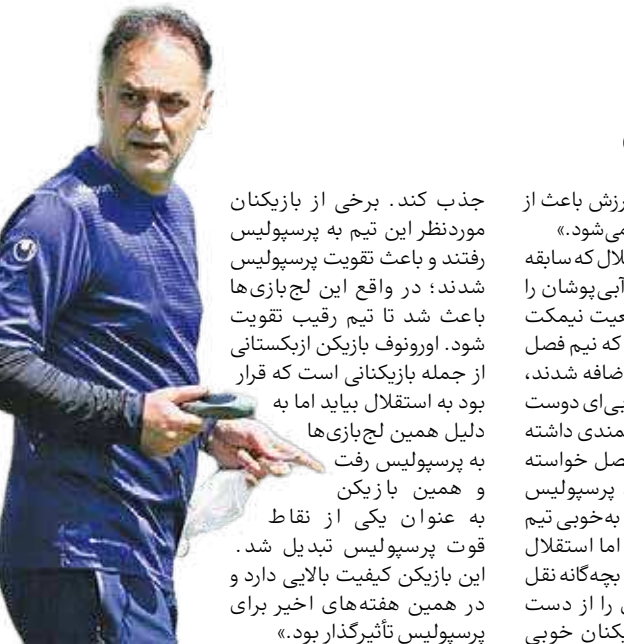 رزش باعث از
می‌شود.»
لال که سابقه
آبی‌پوشان را
عیت نیمکت
که نیم فصل
ضافه شدند،
بی‌ای دوست
مندی داشته
صل خواسته
پرسپولیس
به‌خوبی تیم
اما استقلال
بچه‌گانه نقل
را از دست
کنان خوبی
جذب کند. برخی از بازیکنان
موردنظر این تیم به پرسپولیس
رفتند و باعث تقویت پرسپولیس
شدند؛ در واقع این لج‌بازی‌ها
باعث شد تا تیم رقیب تقویت
شود. اورونوف بازیکن ازبکستانی
از جمله بازیکنانی است که قرار
بود به استقلال بیاید اما به
دلیل همین لج‌بازی‌ها
به پرسپولیس رفت
و همین بازیکن
به عنوان یکی از نقاط
قوت پرسپولیس تبدیل شد.
این بازیکن کیفیت بالایی دارد و
در همین هفته‌های اخیر برای
پرسپولیس تأثیرگذار بود.»